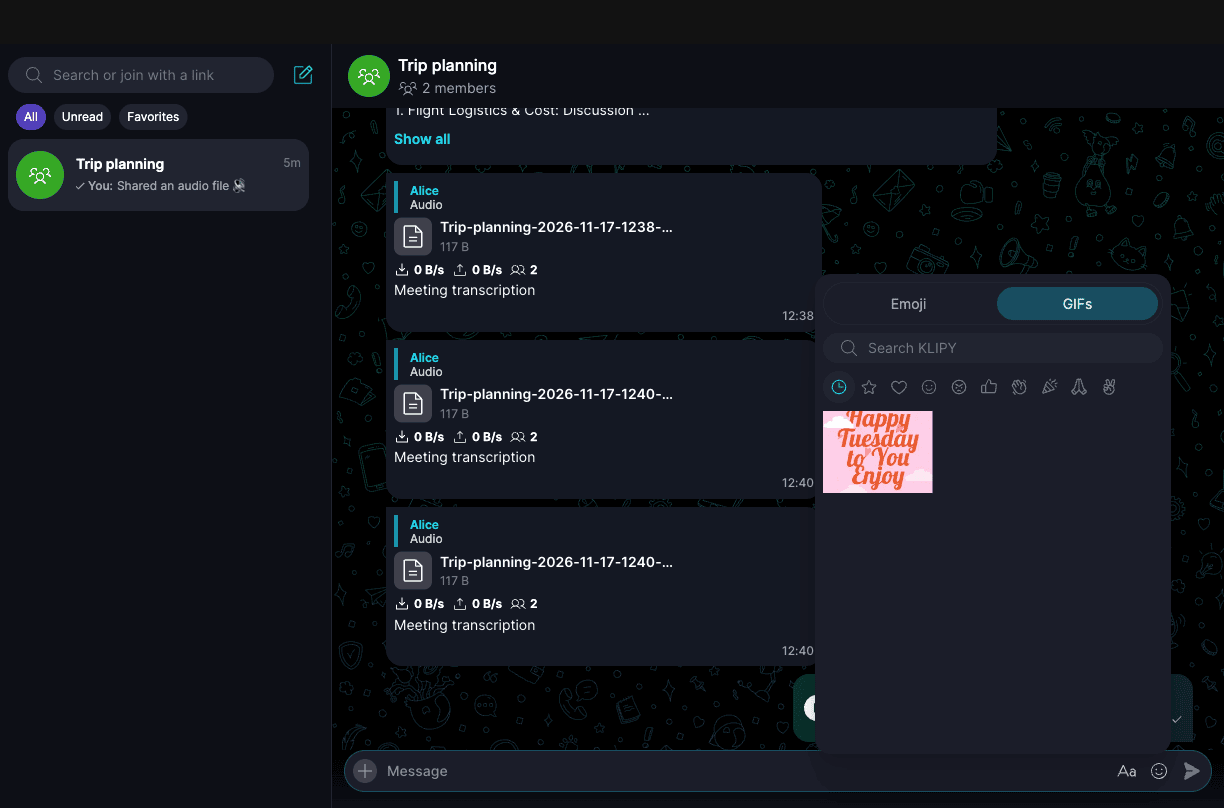 Search or join with a link
All
Unread
Favorites
Trip planning
5m
You: Shared an audio file
Trip planning
2 members
1. Flight Logistics & Cost: Discussion ...
Show all
Alice
Audio
Trip-planning-2026-11-17-1238-...
117 B
0 B/s 0 B/s 2
Meeting transcription
12:38
Alice
Audio
Trip-planning-2026-11-17-1240-...
117 B
0 B/s 0 B/s 2
Meeting transcription
12:40
Alice
Audio
Trip-planning-2026-11-17-1240-...
117 B
0 B/s 0 B/s 2
Meeting transcription
12:40
Emoji
GIFs
Search KLIPY
Happy
Tuesday
to You
Enjoy
Message
Aa